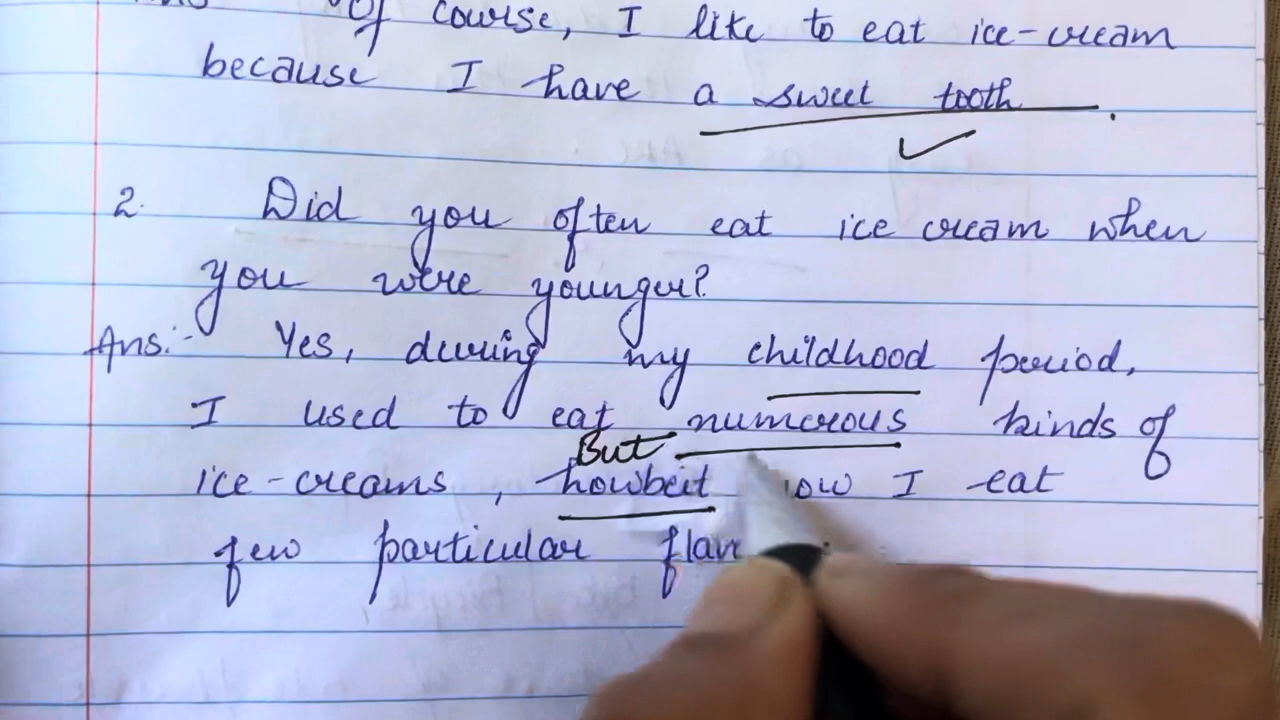 Of course, I like to eat ice-cream
because I have a sweet tooth.
2. Did you often eat ice cream when
you were younger?
Ans:- Yes, during my childhood period,
I used to eat numerous kinds of
But
ice-creams, howbeit I eat
few particular